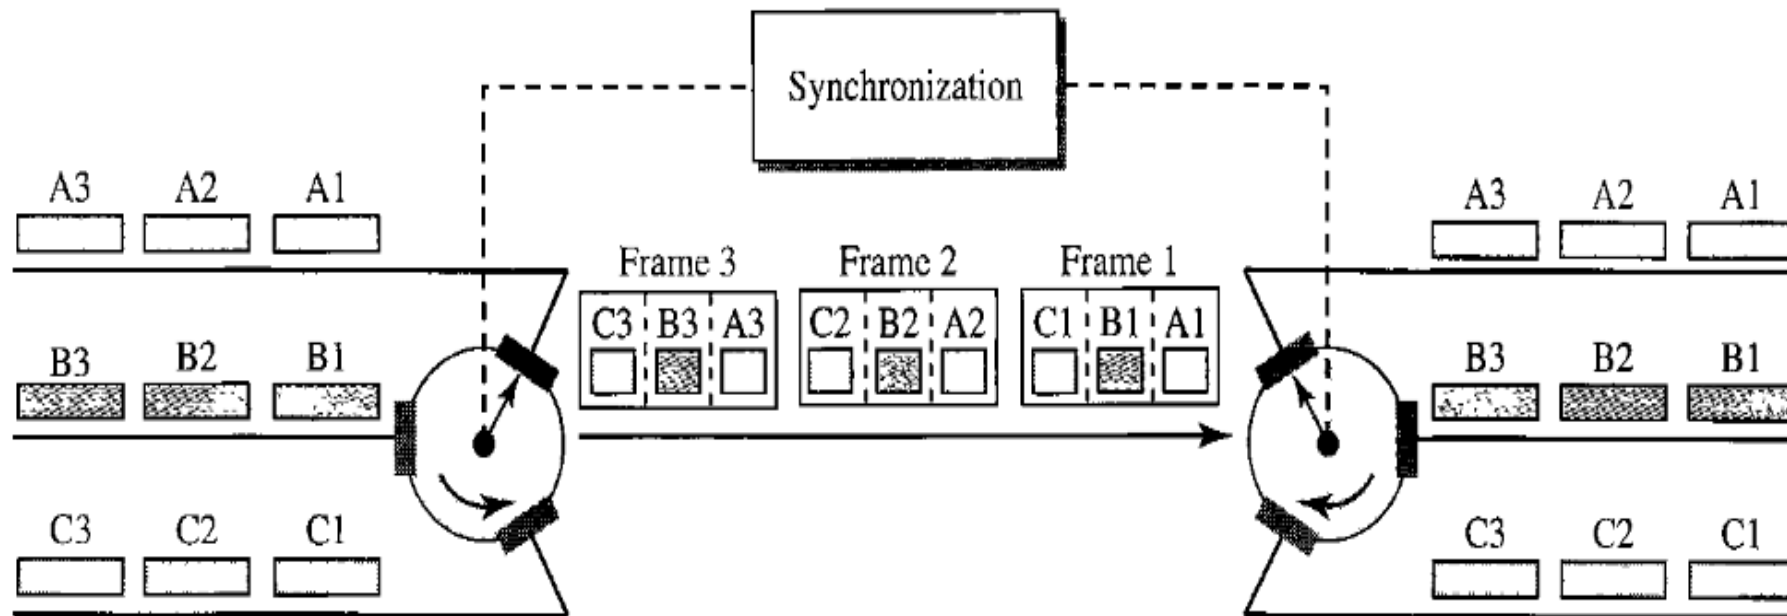 Synchronization
A3 A2 A1
A3 A2 A1
Frame 3 Frame 2 Frame 1
C3 B3 A3 C2 B2 A2 C1 B1 A1
B3 B2 B1
B3 B2 B1
C3 C2 C1
C3 C2 C1